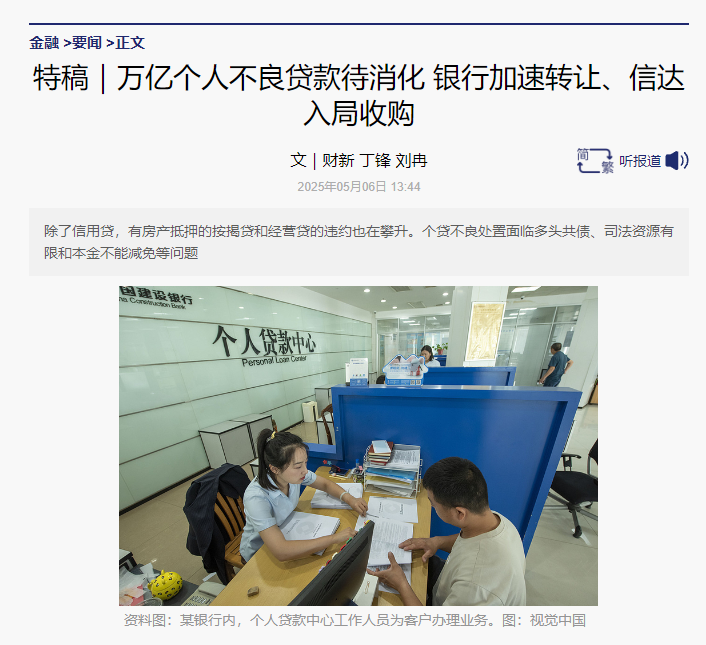 金融 >要闻 >正文
特稿｜万亿个人不良贷款待消化 银行加速转让、信达
入局收购
文｜财新 丁锋 刘冉
简
繁
听报道
2025年05月06日 13:44
除了信用贷，有房产抵押的按揭贷和经营贷的违约也在攀升。个贷不良处置面临多头共债、司法资源有
限和本金不能减免等问题
国建设银行
na Construction Bank
个人贷款中心
Personal Loan Center
资料图：某银行内，个人贷款中心工作人员为客户办理业务。图：视觉中国